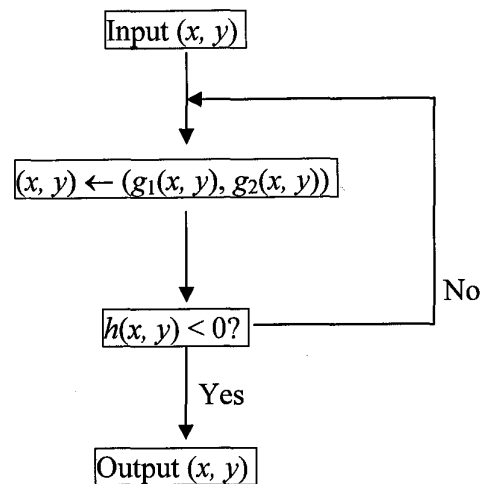 Input (x, y)
(x, y) ← (g₁(x, y), g₂(x, y))
No
h(x, y) < 0?
Yes
Output (x, y)